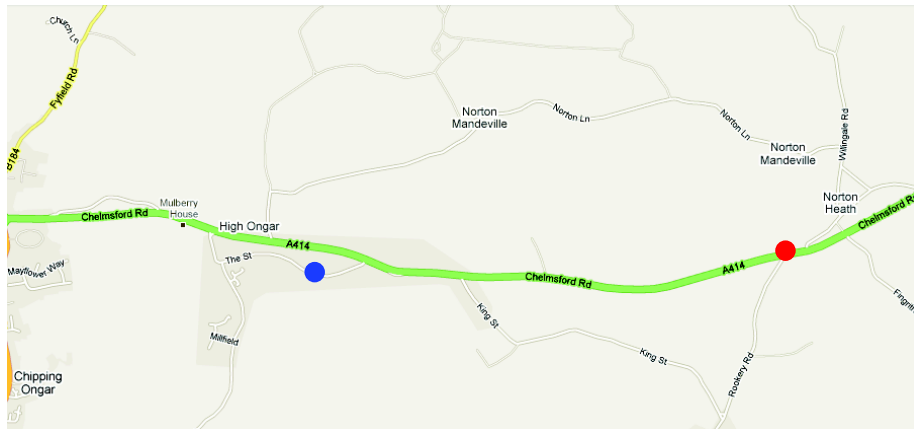 Church Ln
Fyfield Rd
B184
Norton
Mandeville
Norton Ln
Norton Ln
Norton
Mandeville
Willingale Rd
Norton
Heath
Chelmsford Rd
Mulberry
House
Chelmsford Rd
High Ongar
A414
The St
Mayflower Way
Chelmsford Rd
A414
King St
Millfield
King St
Rookery Rd
Chipping
Ongar